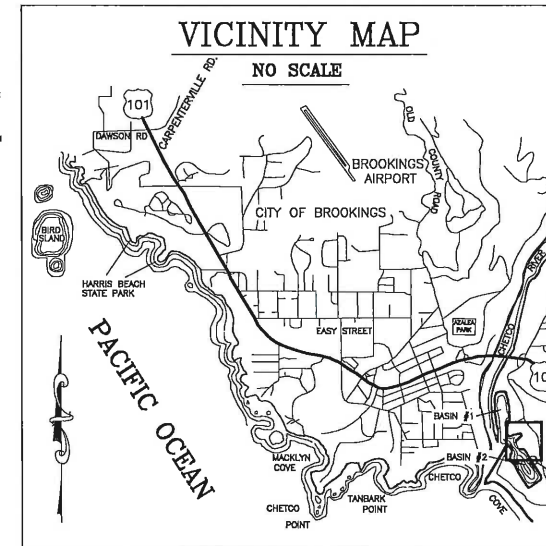 VICINITY MAP
NO SCALE
101
DAWSON RD
CARPENTERVILLE RD.
OLD
COUNTY
ROAD
BROOKINGS
AIRPORT
CITY OF BROOKINGS
BIRD
ISLAND
HARRIS BEACH
STATE PARK
RIVER
CHETCO
AZALEA
PARK
EASY STREET
PACIFIC OCEAN
10
BASIN #1
MACKLYN
COVE
BASIN #2
CHETCO
COVE
TANBARK
POINT
CHETCO
POINT